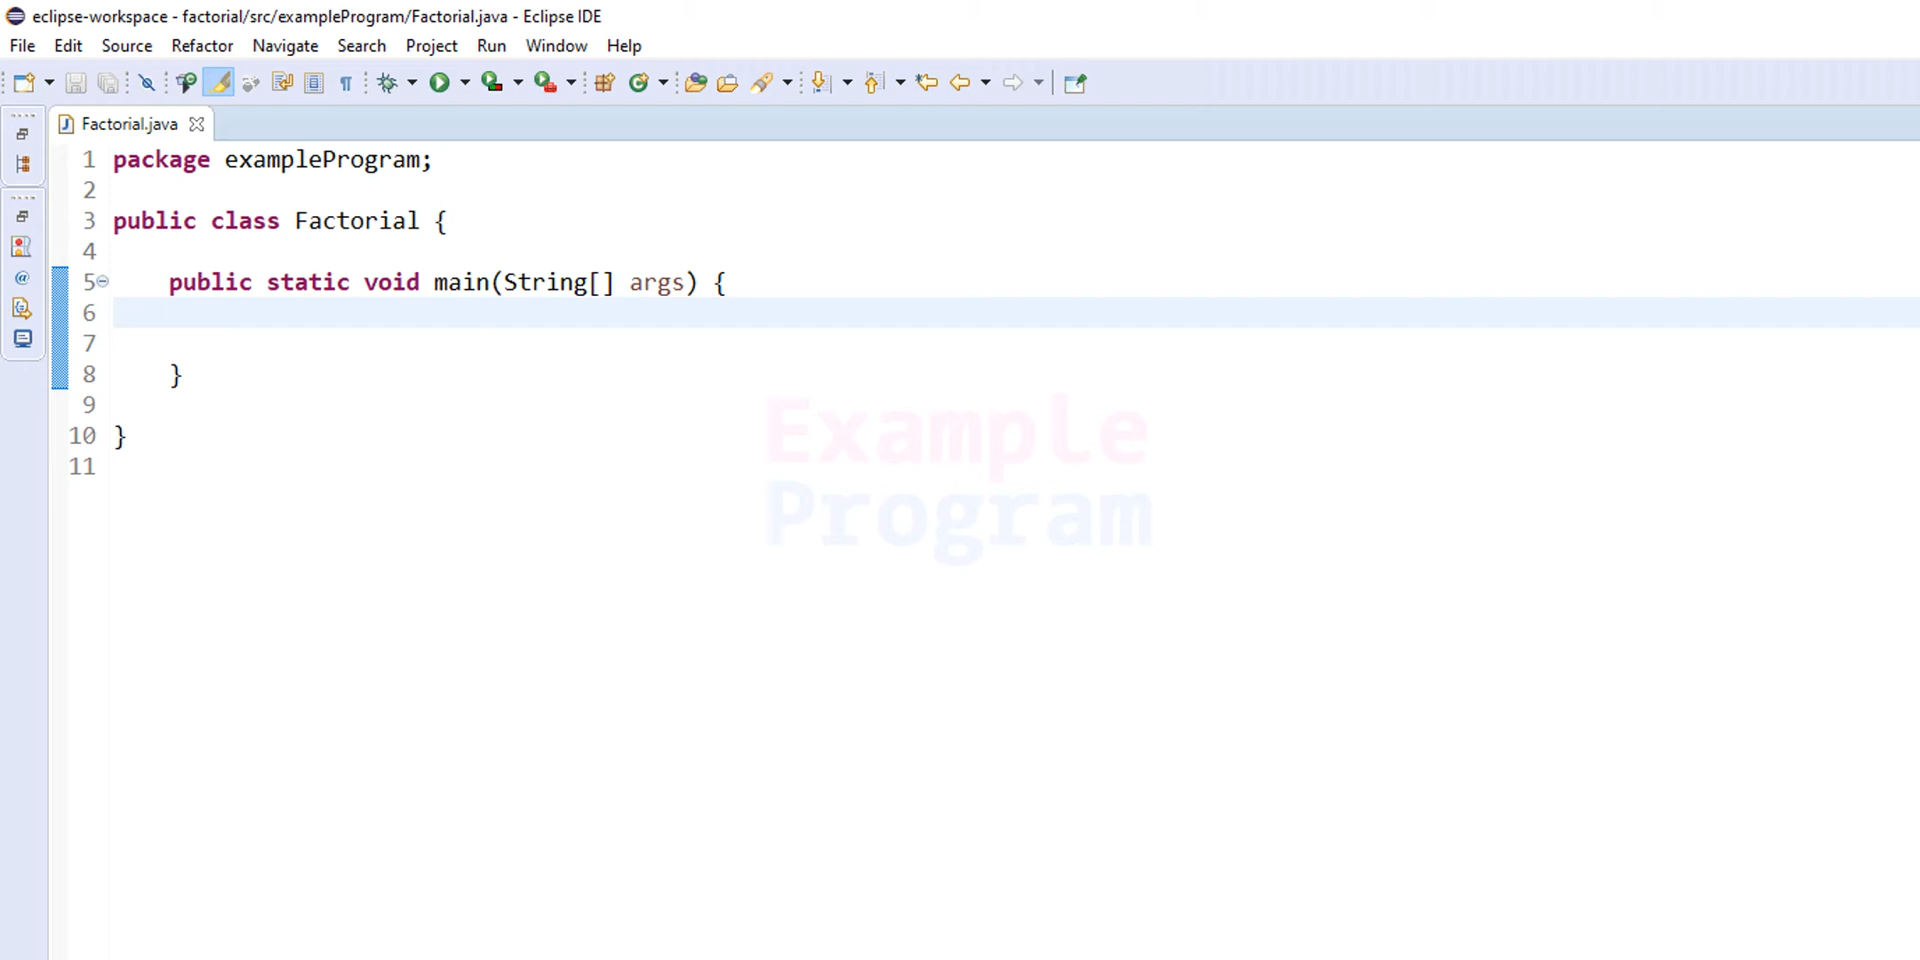 eclipse-workspace - factorial/src/exampleProgram/Factorial.java - Eclipse IDE
File Edit Source Refactor Navigate Search Project Run Window Help
Factorial.java
1 package exampleProgram;
2
3 public class Factorial {
4
5 public static void main(String[] args) {
6
7
8 }
9
10 }
11
Example
Program